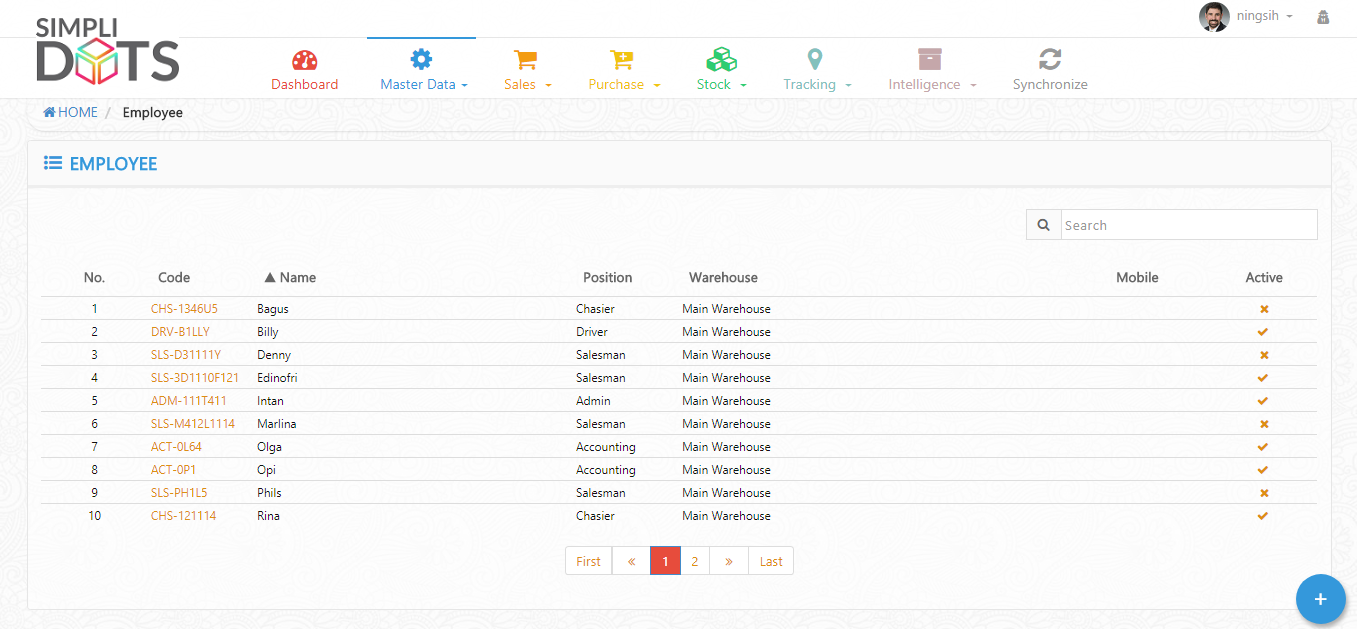 SIMPLI
DOTS
ningsih
Dashboard Master Data Sales Purchase Stock Tracking Intelligence Synchronize
HOME / Employee
EMPLOYEE
Search
No. Code ▲ Name Position Warehouse Mobile Active
1 CHS-1346U5 Bagus Chasier Main Warehouse
2 DRV-B1LLY Billy Driver Main Warehouse
3 SLS-D31111Y Denny Salesman Main Warehouse
4 SLS-3D1110F121 Edinofri Salesman Main Warehouse
5 ADM-111T411 Intan Admin Main Warehouse
6 SLS-M412L1114 Marlina Salesman Main Warehouse
7 ACT-0L64 Olga Accounting Main Warehouse
8 ACT-0P1 Opi Accounting Main Warehouse
9 SLS-PH1L5 Phils Salesman Main Warehouse
10 CHS-121114 Rina Chasier Main Warehouse
First « 1 2 » Last
+